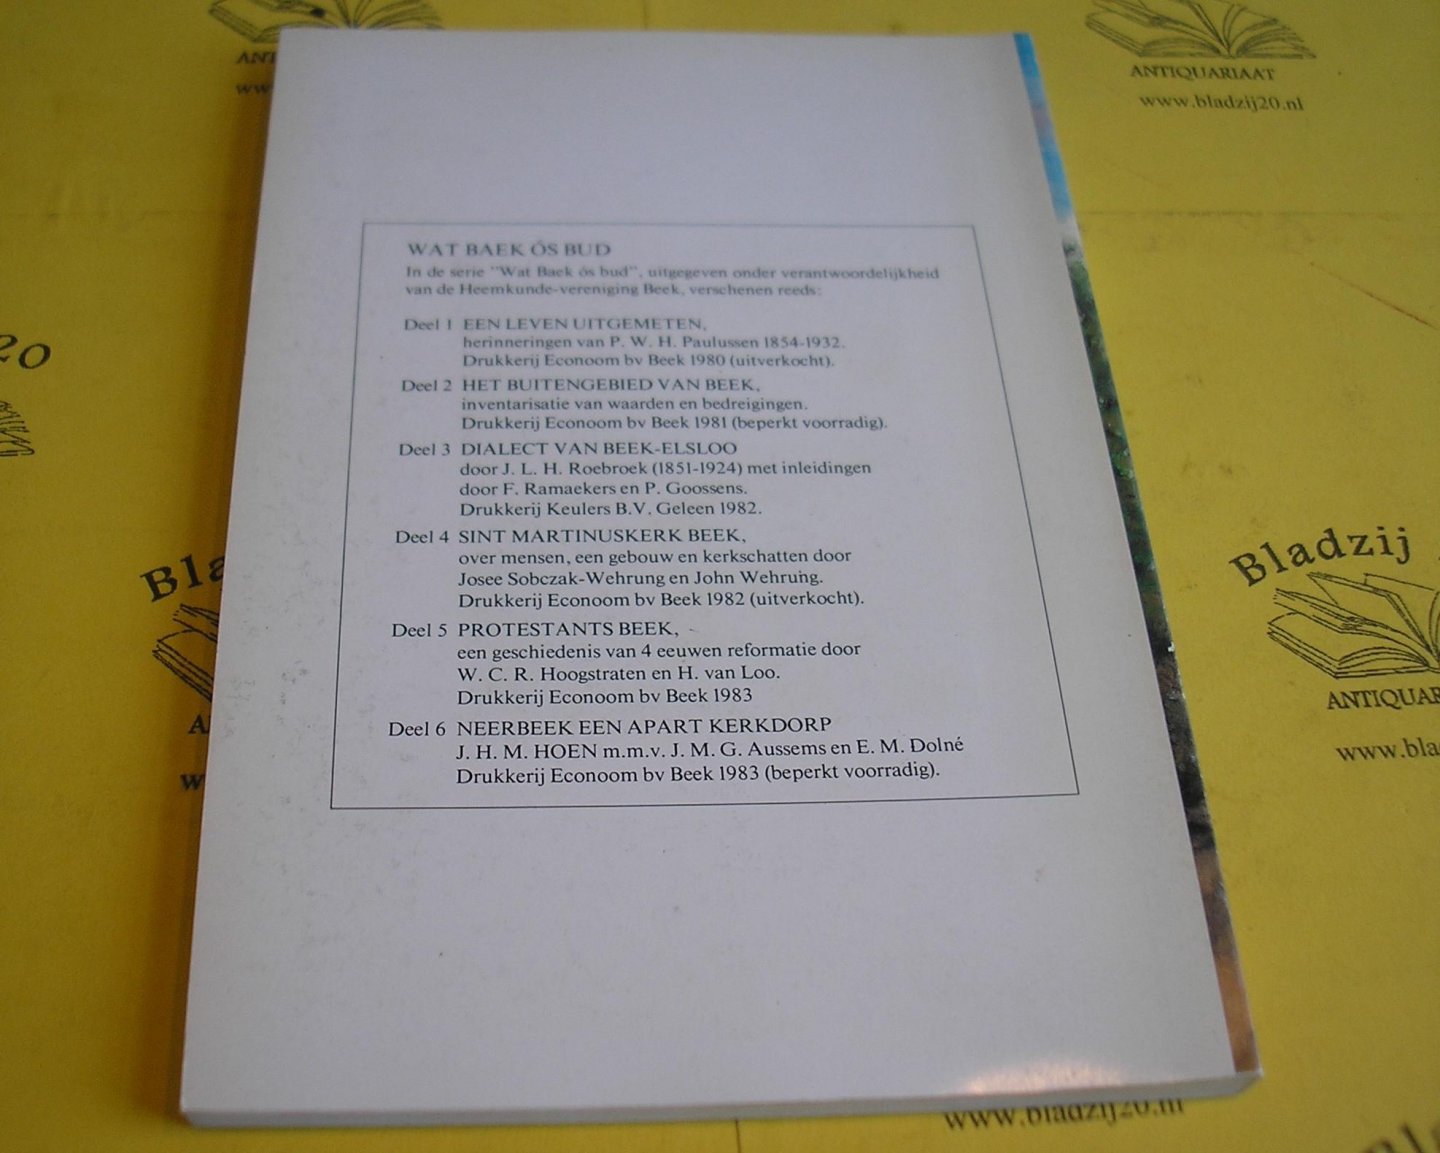 ANTIQUARIAAT
www.bladzij20.nl
WAT BAEK ÓS BUD
In de serie "Wat Baek ós bud", uitgegeven onder verantwoordelijkheid
van de Heemkunde-vereniging Beek, verschenen reeds:
Deel 1 EEN LEVEN UITGEMETEN,
herinneringen van P. W. H. Paulussen 1854-1932.
Drukkerij Econoom bv Beek 1980 (uitverkocht).
Deel 2 HET BUITENGEBIED VAN BEEK,
inventarisatie van waarden en bedreigingen.
Drukkerij Econoom bv Beek 1981 (beperkt voorradig).
Deel 3 DIALECT VAN BEEK-ELSLOO
door J. L. H. Roebroek (1851-1924) met inleidingen
door F. Ramaekers en P. Goossens.
Drukkerij Keulers B.V. Geleen 1982.
Deel 4 SINT MARTINUSKERK BEEK,
over mensen, een gebouw en kerkschatten door
Josee Sobczak-Wehrung en John Wehrung.
Drukkerij Econoom bv Beek 1982 (uitverkocht).
Deel 5 PROTESTANTS BEEK,
een geschiedenis van 4 eeuwen reformatie door
W. C. R. Hoogstraten en H. van Loo.
Drukkerij Econoom bv Beek 1983
Deel 6 NEERBEEK EEN APART KERKDORP
J. H. M. HOEN m.m.v. J. M. G. Aussems en E. M. Dolné
Drukkerij Econoom bv Beek 1983 (beperkt voorradig).
20
Bla
Bladzij
ANTIQUAR
www.bla
www.bladzij20.nl